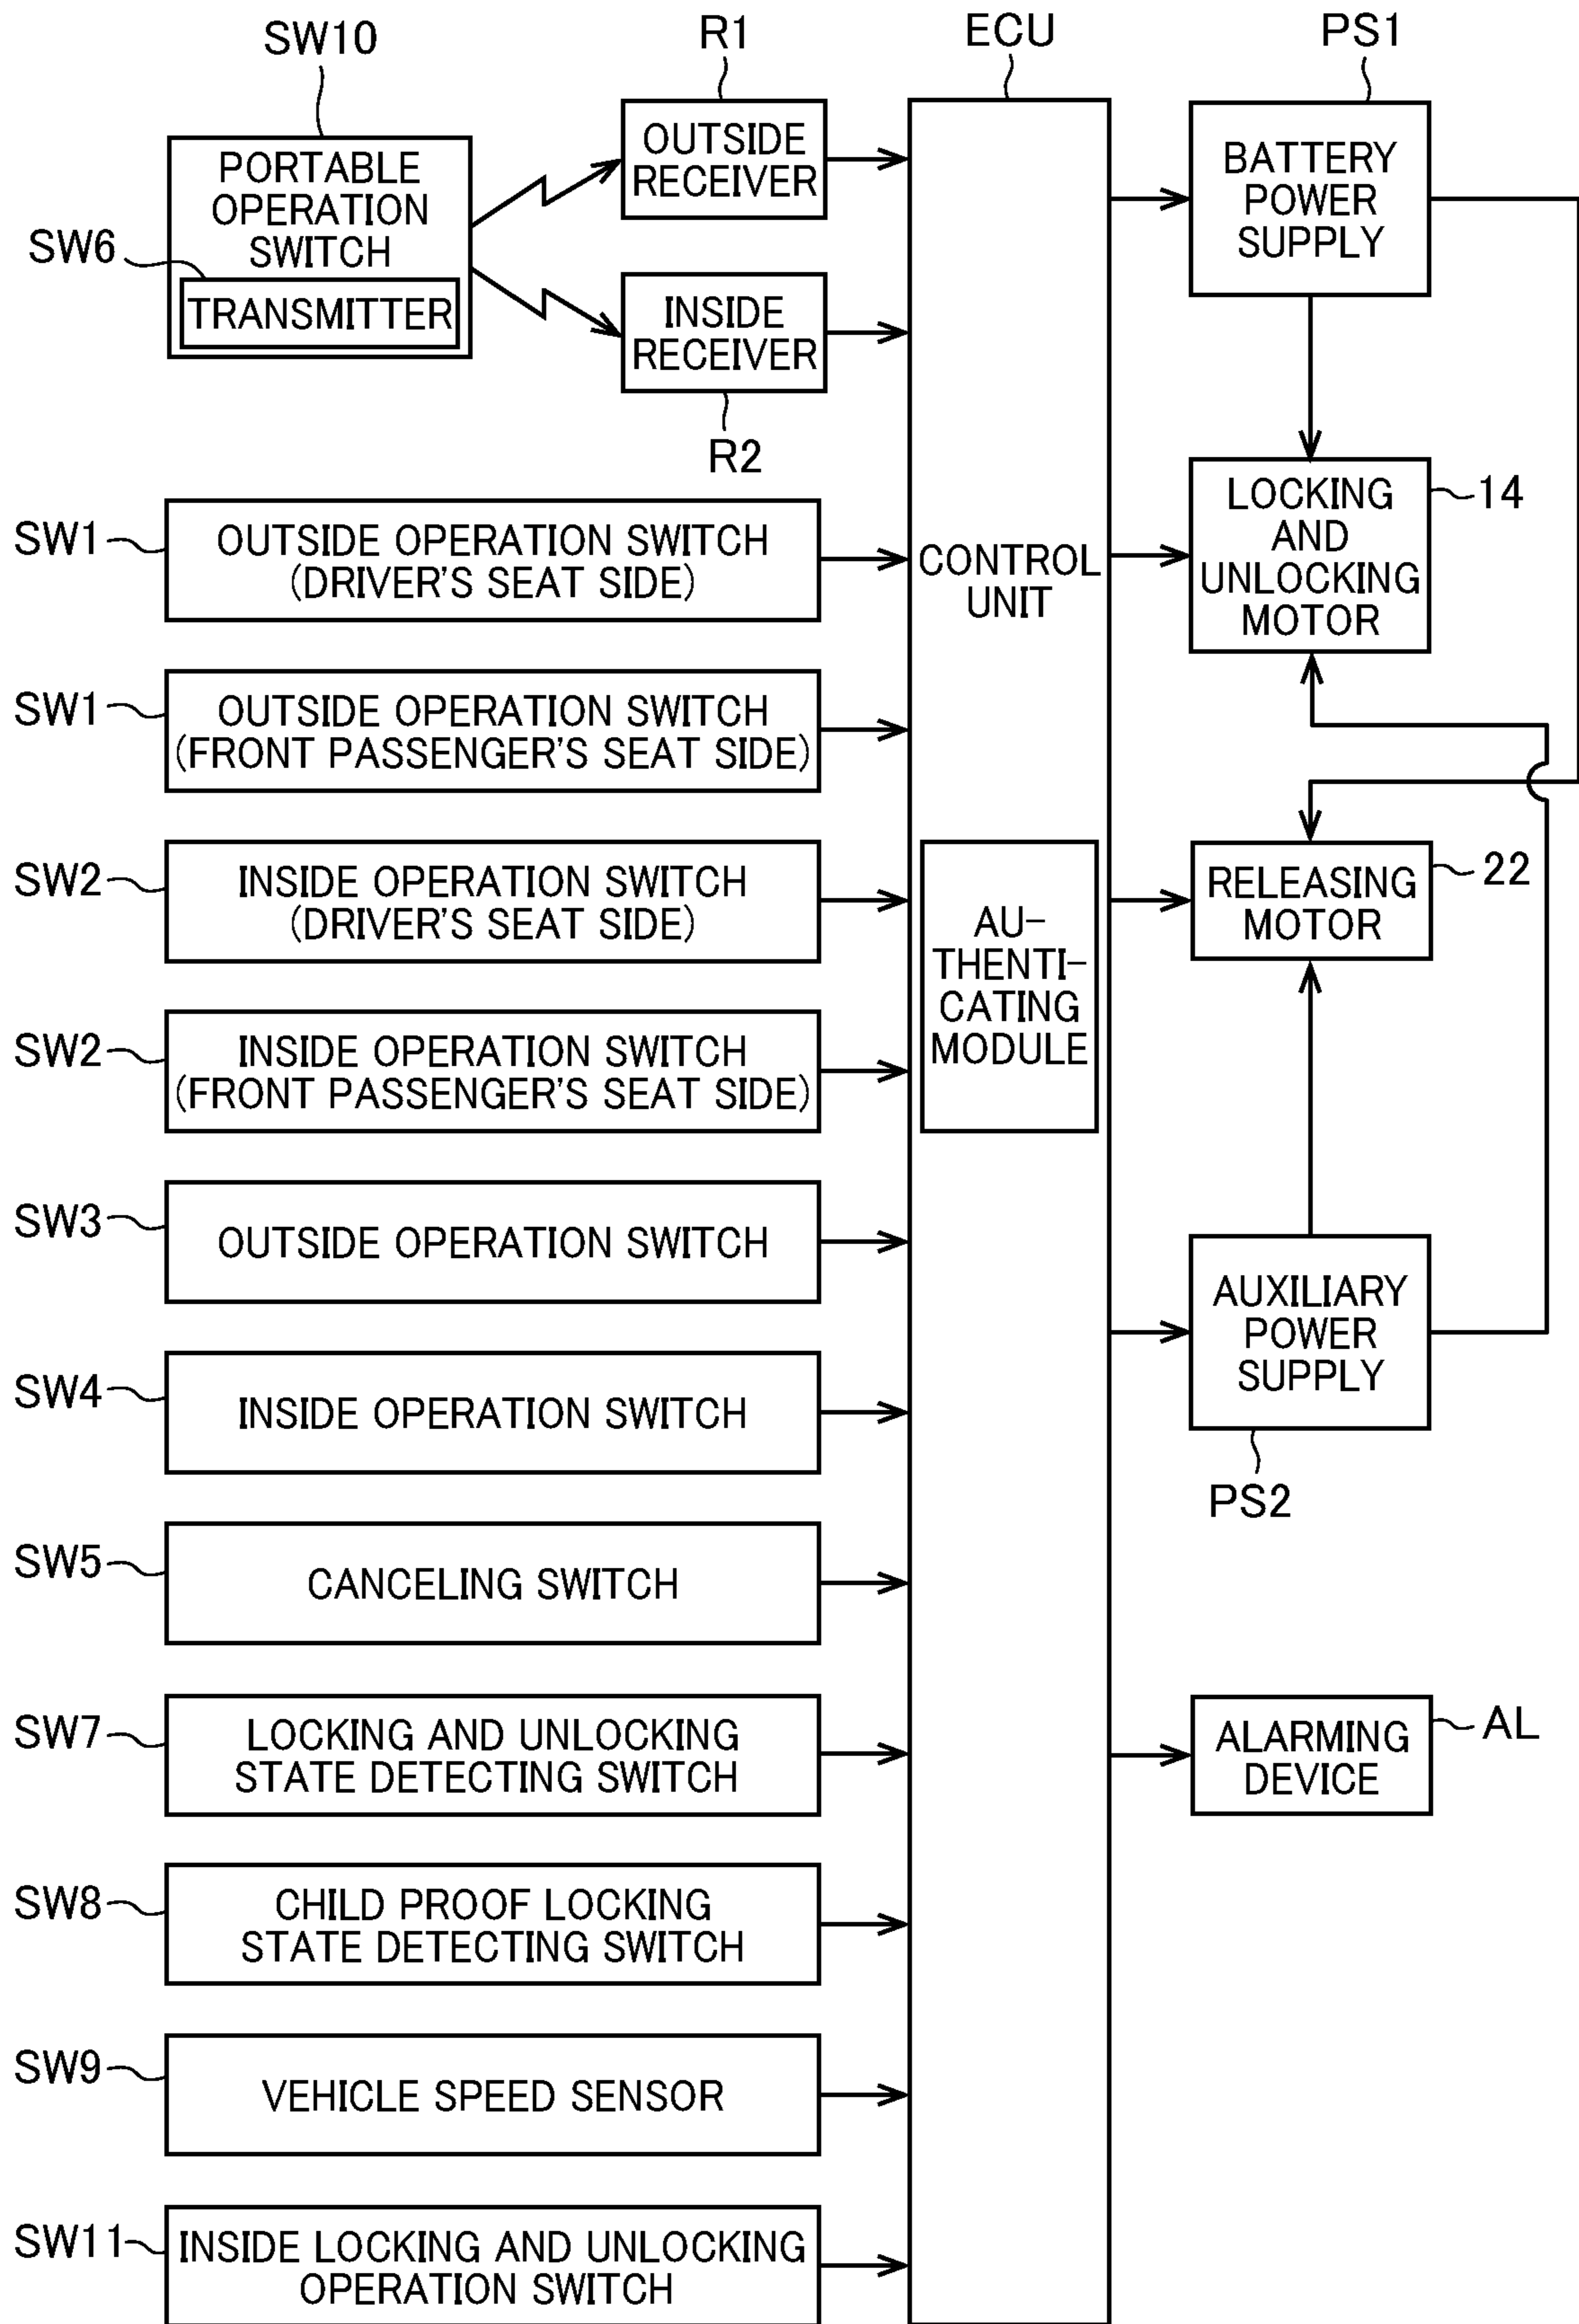 SW10
R1
ECU
PS1
PORTABLE
OPERATION
SWITCH
SW6
TRANSMITTER
OUTSIDE
RECEIVER
INSIDE
RECEIVER
R2
BATTERY
POWER
SUPPLY
SW1
OUTSIDE OPERATION SWITCH
(DRIVER'S SEAT SIDE)
CONTROL
UNIT
LOCKING
AND
UNLOCKING
MOTOR
14
SW1
OUTSIDE OPERATION SWITCH
(FRONT PASSENGER'S SEAT SIDE)
SW2
INSIDE OPERATION SWITCH
(DRIVER'S SEAT SIDE)
AU-
THENTI-
CATING
MODULE
RELEASING
MOTOR
22
SW2
INSIDE OPERATION SWITCH
(FRONT PASSENGER'S SEAT SIDE)
SW3
OUTSIDE OPERATION SWITCH
AUXILIARY
POWER
SUPPLY
PS2
SW4
INSIDE OPERATION SWITCH
SW5
CANCELING SWITCH
SW7
LOCKING AND UNLOCKING
STATE DETECTING SWITCH
ALARMING
DEVICE
AL
SW8
CHILD PROOF LOCKING
STATE DETECTING SWITCH
SW9
VEHICLE SPEED SENSOR
SW11
INSIDE LOCKING AND UNLOCKING
OPERATION SWITCH